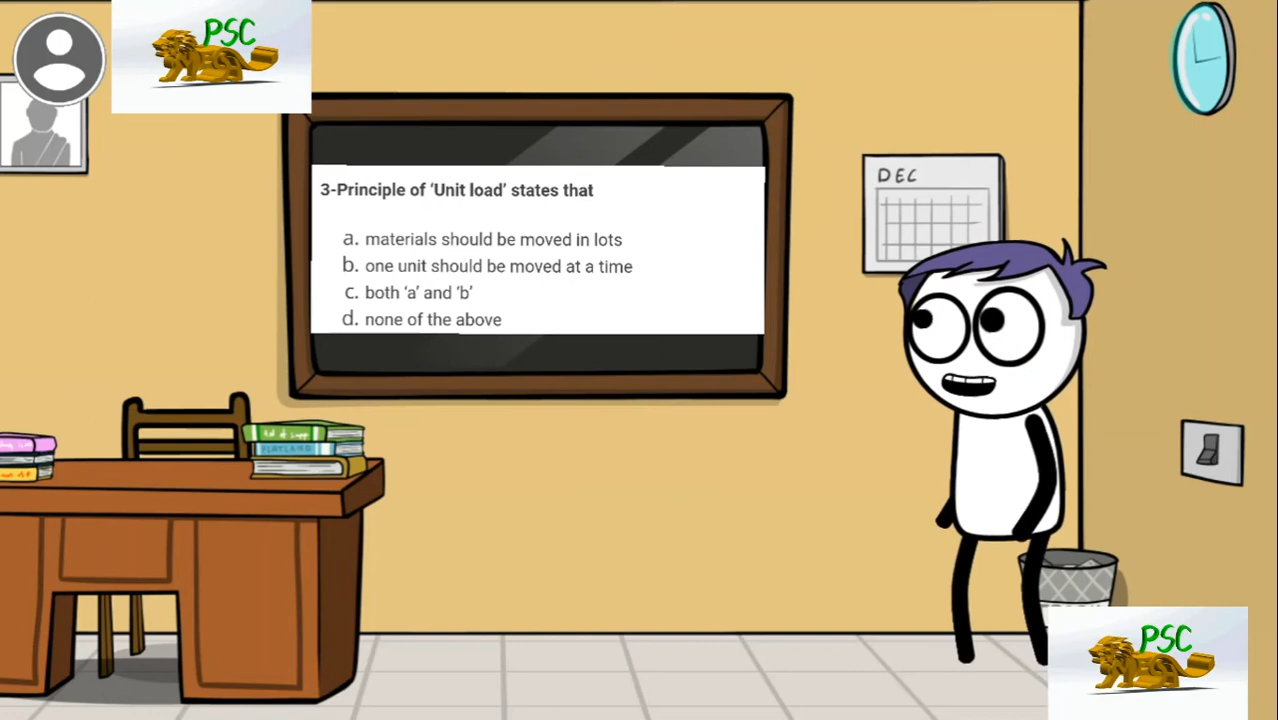 PSC
3-Principle of ‘Unit load’ states that
a. materials should be moved in lots
b. one unit should be moved at a time
c. both ‘a’ and ‘b’
d. none of the above
DEC
PSC